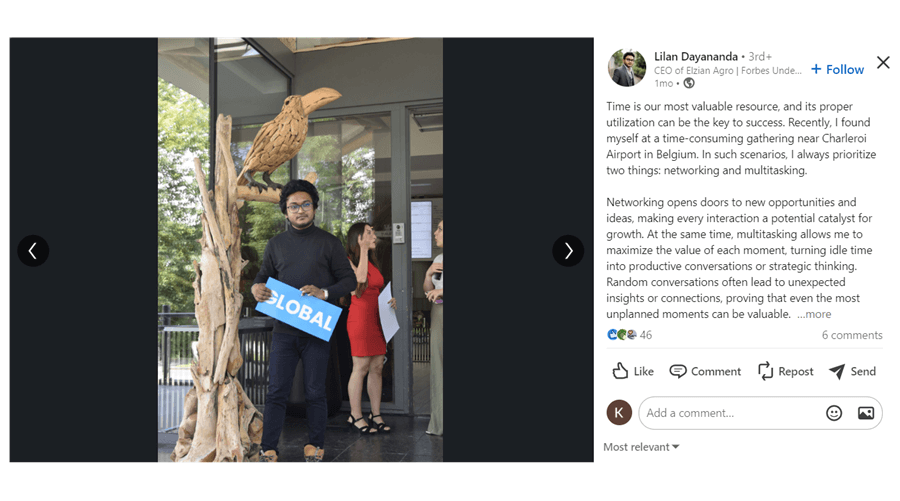 GLOBAL
Lilan Dayananda • 3rd+
CEO of Elzian Agro | Forbes Unde...
1mo •
+ Follow
Time is our most valuable resource, and its proper
utilization can be the key to success. Recently, I found
myself at a time-consuming gathering near Charleroi
Airport in Belgium. In such scenarios, I always prioritize
two things: networking and multitasking.
Networking opens doors to new opportunities and
ideas, making every interaction a potential catalyst for
growth. At the same time, multitasking allows me to
maximize the value of each moment, turning idle time
into productive conversations or strategic thinking.
Random conversations often lead to unexpected
insights or connections, proving that even the most
unplanned moments can be valuable. ...more
46
6 comments
Like Comment Repost Send
K
Add a comment...
Most relevant